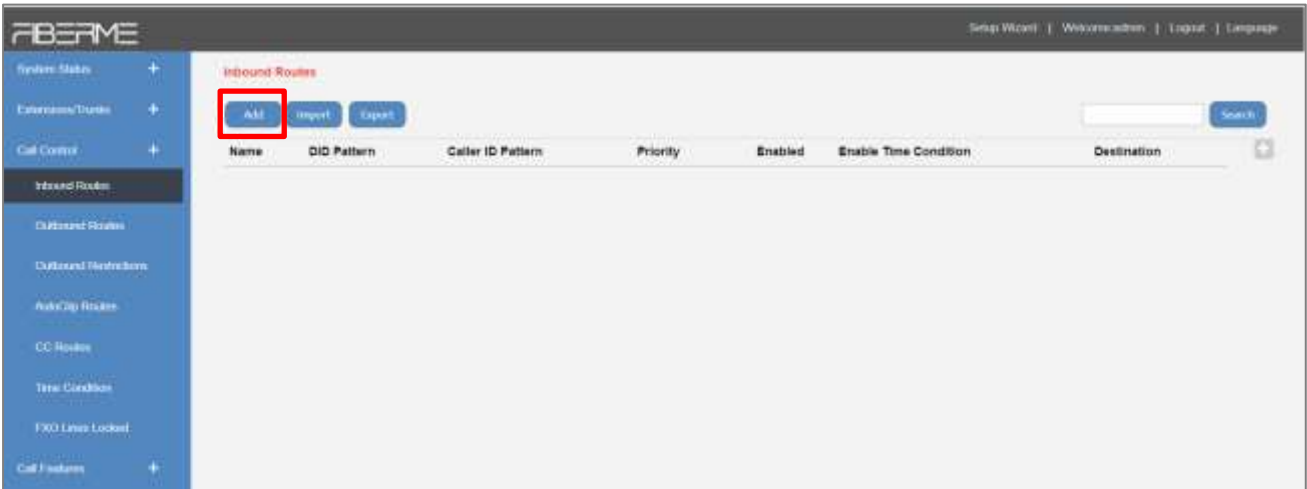 FIBERME
Setup Wizard | Welcome:admin | Logout | Language
System Status +
Inbound Routes
Extensions/Trunks +
Add Import Export Search
Call Control +
Name DID Pattern Caller ID Pattern Priority Enabled Enable Time Condition Destination
Inbound Routes
Outbound Routes
Outbound Restrictions
AutoClip Routes
CC Routes
Time Condition
FXO Lines Locked
Call Features +